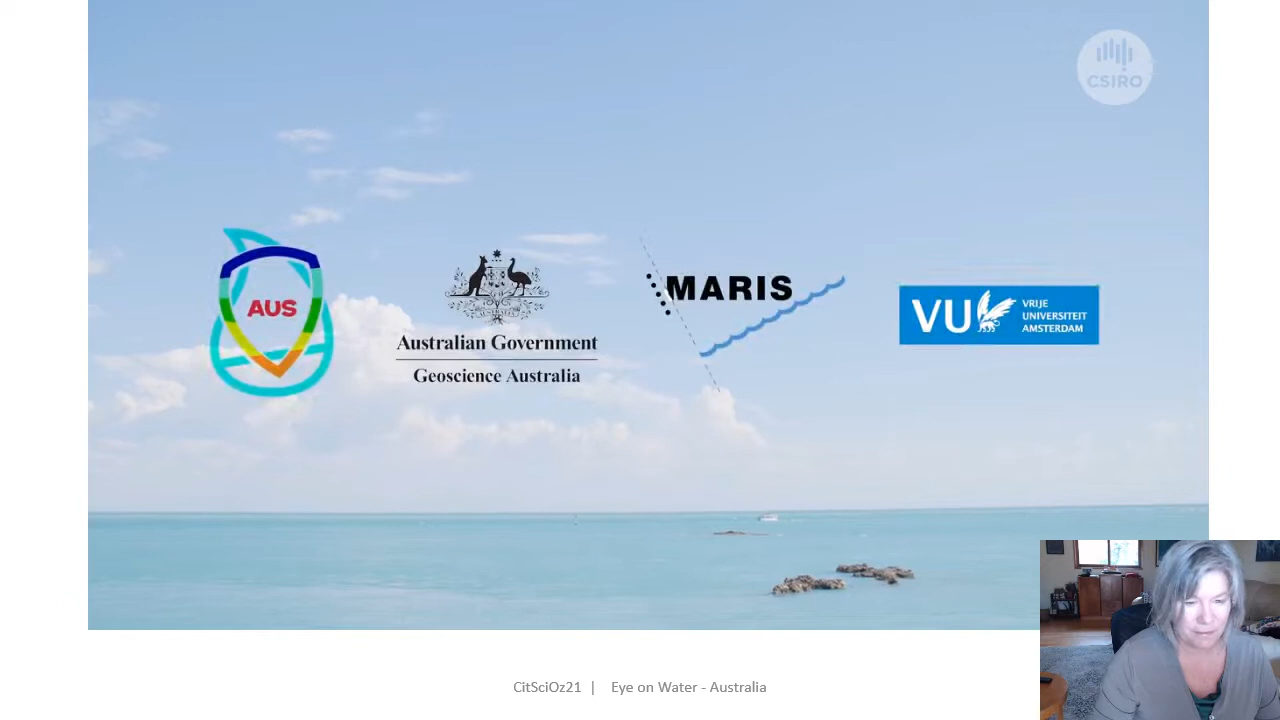 CSIRO
AUS
Australian Government
Geoscience Australia
MARIS
VU VRIJE
UNIVERSITEIT
AMSTERDAM
CitSciOz21 | Eye on Water - Australia